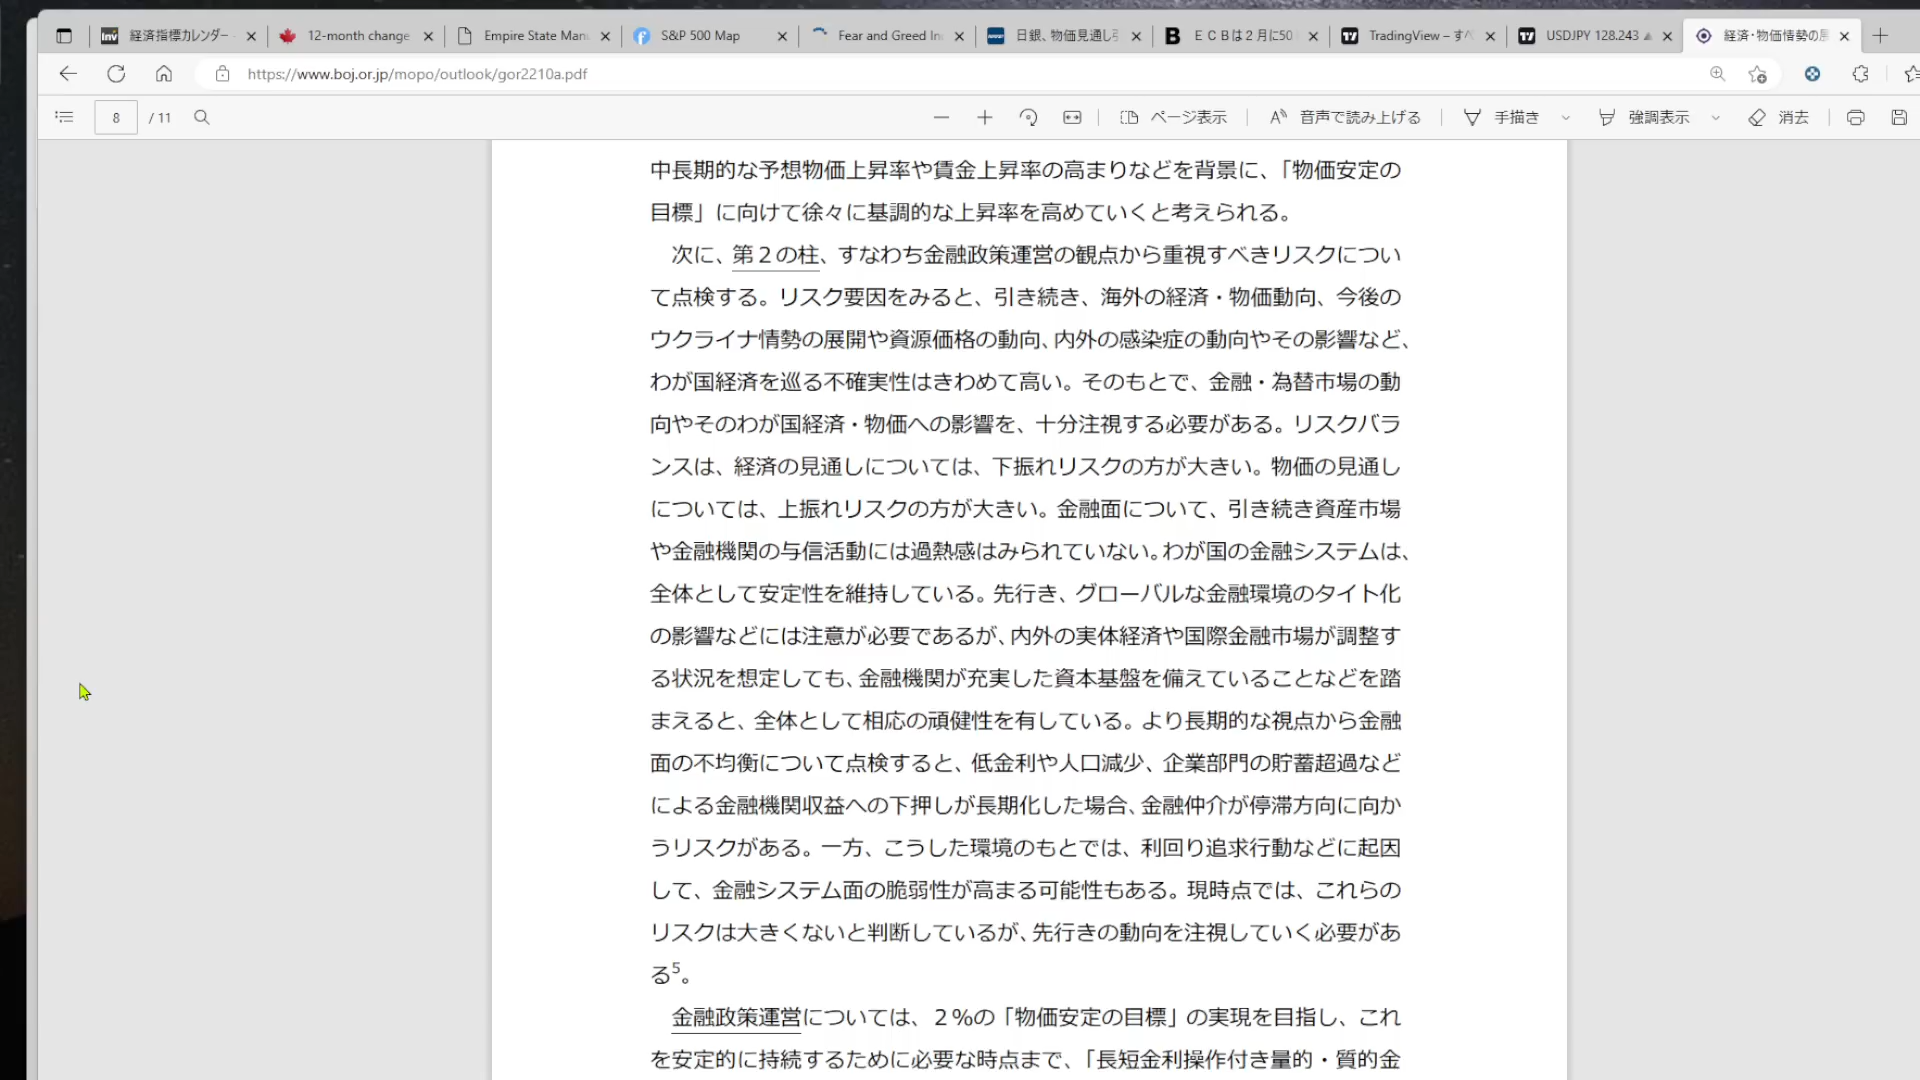 経済指標カレンダー
12-month change
Empire State Man
S&P 500 Map
Fear and Greed In
日銀、物価見通し引
ＥＣＢは２月に50
TradingView – すべ
USDJPY 128.243
経済・物価情勢の展
https://www.boj.or.jp/mopo/outlook/gor2210a.pdf
8 / 11 ページ表示 音声で読み上げる 手描き 強調表示 消去
中長期的な予想物価上昇率や賃金上昇率の高まりなどを背景に、「物価安定の
目標」に向けて徐々に基調的な上昇率を高めていくと考えられる。
次に、第２の柱、すなわち金融政策運営の観点から重視すべきリスクについ
て点検する。リスク要因をみると、引き続き、海外の経済・物価動向、今後の
ウクライナ情勢の展開や資源価格の動向、内外の感染症の動向やその影響など、
わが国経済を巡る不確実性はきわめて高い。そのもとで、金融・為替市場の動
向やそのわが国経済・物価への影響を、十分注視する必要がある。リスクバラ
ンスは、経済の見通しについては、下振れリスクの方が大きい。物価の見通し
については、上振れリスクの方が大きい。金融面について、引き続き資産市場
や金融機関の与信活動には過熱感はみられていない。わが国の金融システムは、
全体として安定性を維持している。先行き、グローバルな金融環境のタイト化
の影響などには注意が必要であるが、内外の実体経済や国際金融市場が調整す
る状況を想定しても、金融機関が充実した資本基盤を備えていることなどを踏
まえると、全体として相応の頑健性を有している。より長期的な視点から金融
面の不均衡について点検すると、低金利や人口減少、企業部門の貯蓄超過など
による金融機関収益への下押しが長期化した場合、金融仲介が停滞方向に向か
うリスクがある。一方、こうした環境のもとでは、利回り追求行動などに起因
して、金融システム面の脆弱性が高まる可能性もある。現時点では、これらの
リスクは大きくないと判断しているが、先行きの動向を注視していく必要があ
る5。
金融政策運営については、２％の「物価安定の目標」の実現を目指し、これ
を安定的に持続するために必要な時点まで、「長短金利操作付き量的・質的金